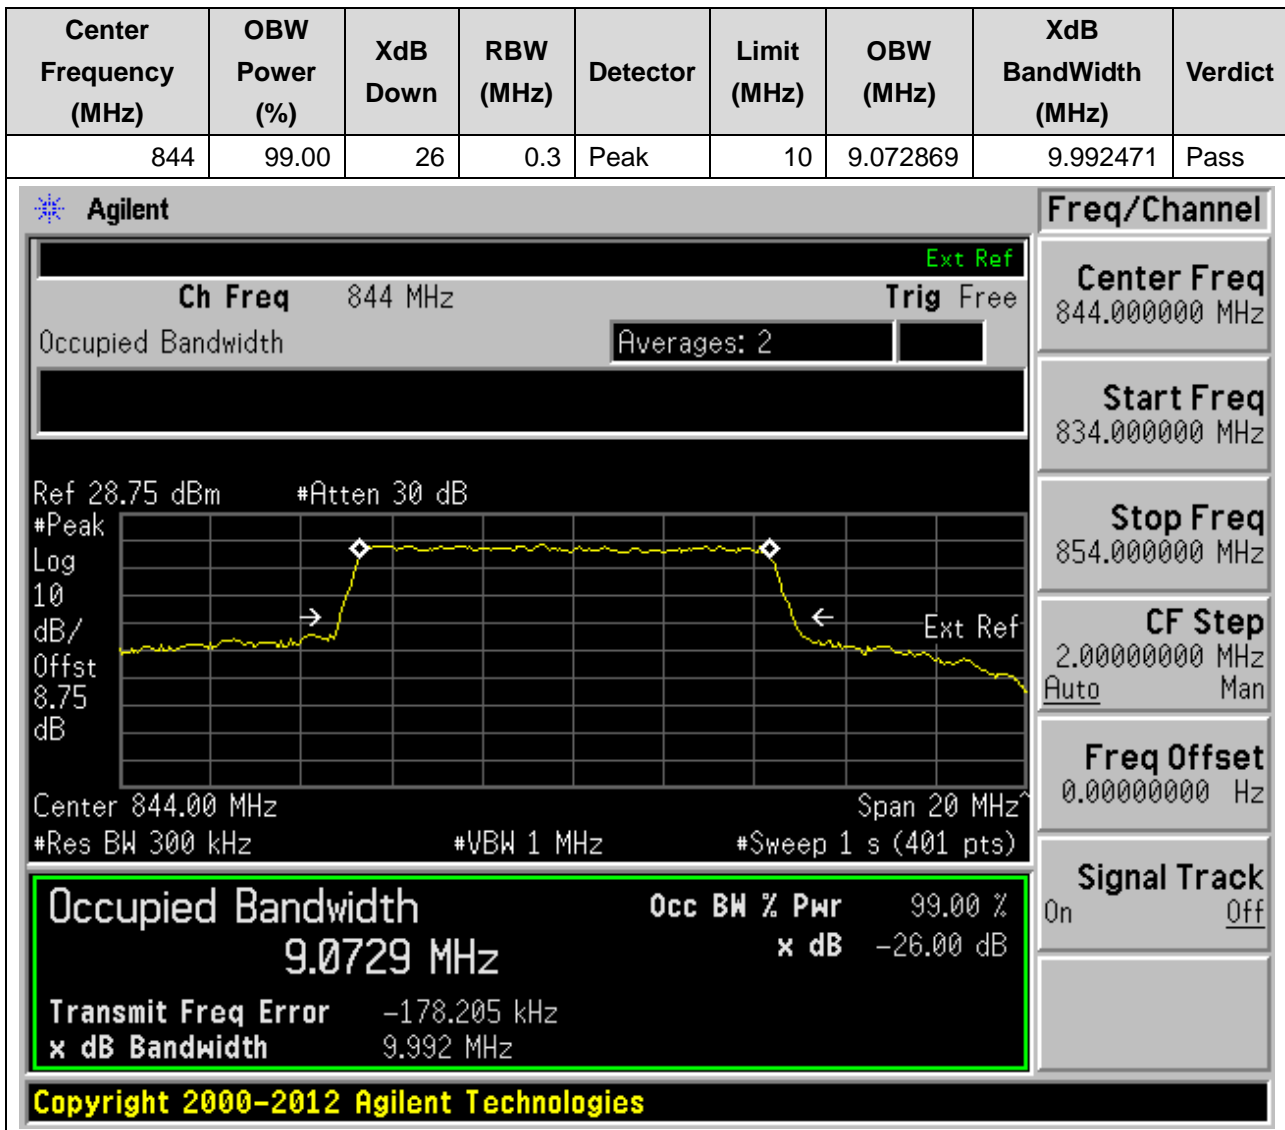 Center Frequency (MHz) OBW Power (%) XdB Down RBW (MHz) Detector Limit (MHz) OBW (MHz) XdB BandWidth (MHz) Verdict
844 99.00 26 0.3 Peak 10 9.072869 9.992471 Pass
Agilent
Freq/Channel
Ext Ref
Ch Freq 844 MHz Trig Free
Occupied Bandwidth Averages: 2
Center Freq
844.000000 MHz
Start Freq
834.000000 MHz
Stop Freq
854.000000 MHz
CF Step
2.00000000 MHz
Auto Man
Freq Offset
0.00000000 Hz
Signal Track
On Off
Ref 28.75 dBm #Atten 30 dB
#Peak
Log
10
dB/
Offst
8.75
dB
Ext Ref
Center 844.00 MHz Span 20 MHz^
#Res BW 300 kHz #VBW 1 MHz #Sweep 1 s (401 pts)
Occupied Bandwidth
9.0729 MHz
Occ BW % Pwr 99.00 %
x dB -26.00 dB
Transmit Freq Error -178.205 kHz
x dB Bandwidth 9.992 MHz
Copyright 2000-2012 Agilent Technologies